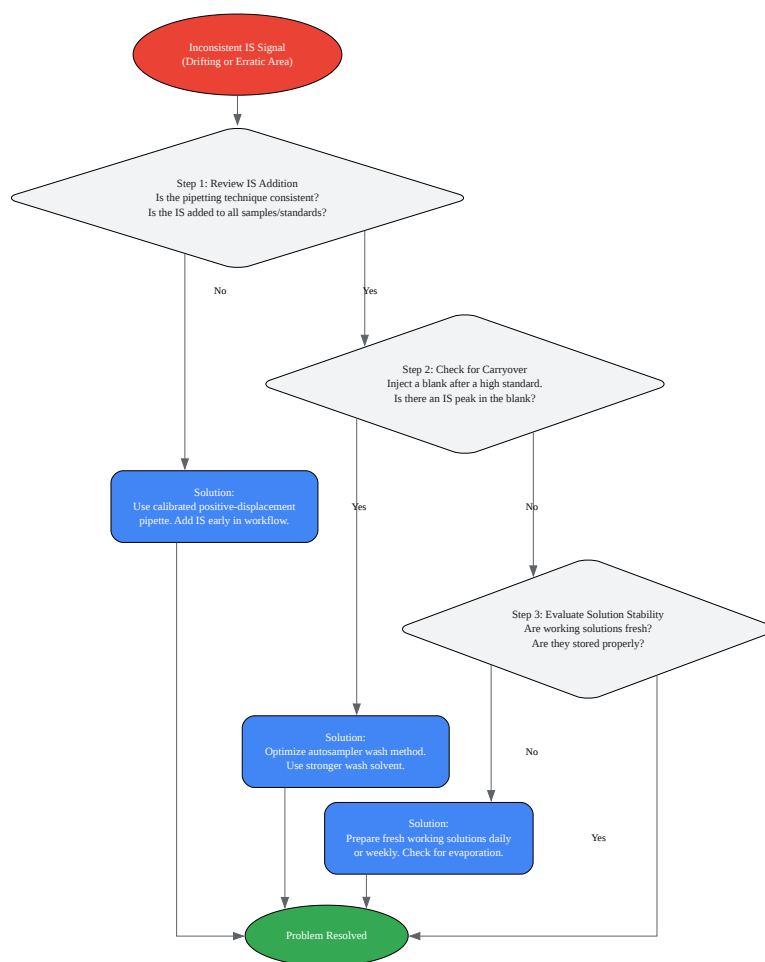 Inconsistent IS Signal
(Drifting or Erratic Area)
Step 1: Review IS Addition
Is the pipetting technique consistent?
Is the IS added to all samples/standards?
No
Yes
Step 2: Check for Carryover
Inject a blank after a high standard.
Is there an IS peak in the blank?
Solution:
Use calibrated positive-displacement
pipette. Add IS early in workflow.
Yes
No
Step 3: Evaluate Solution Stability
Are working solutions fresh?
Are they stored properly?
Solution:
Optimize autosampler wash method.
Use stronger wash solvent.
No
Solution:
Prepare fresh working solutions daily
or weekly. Check for evaporation.
Yes
Problem Resolved